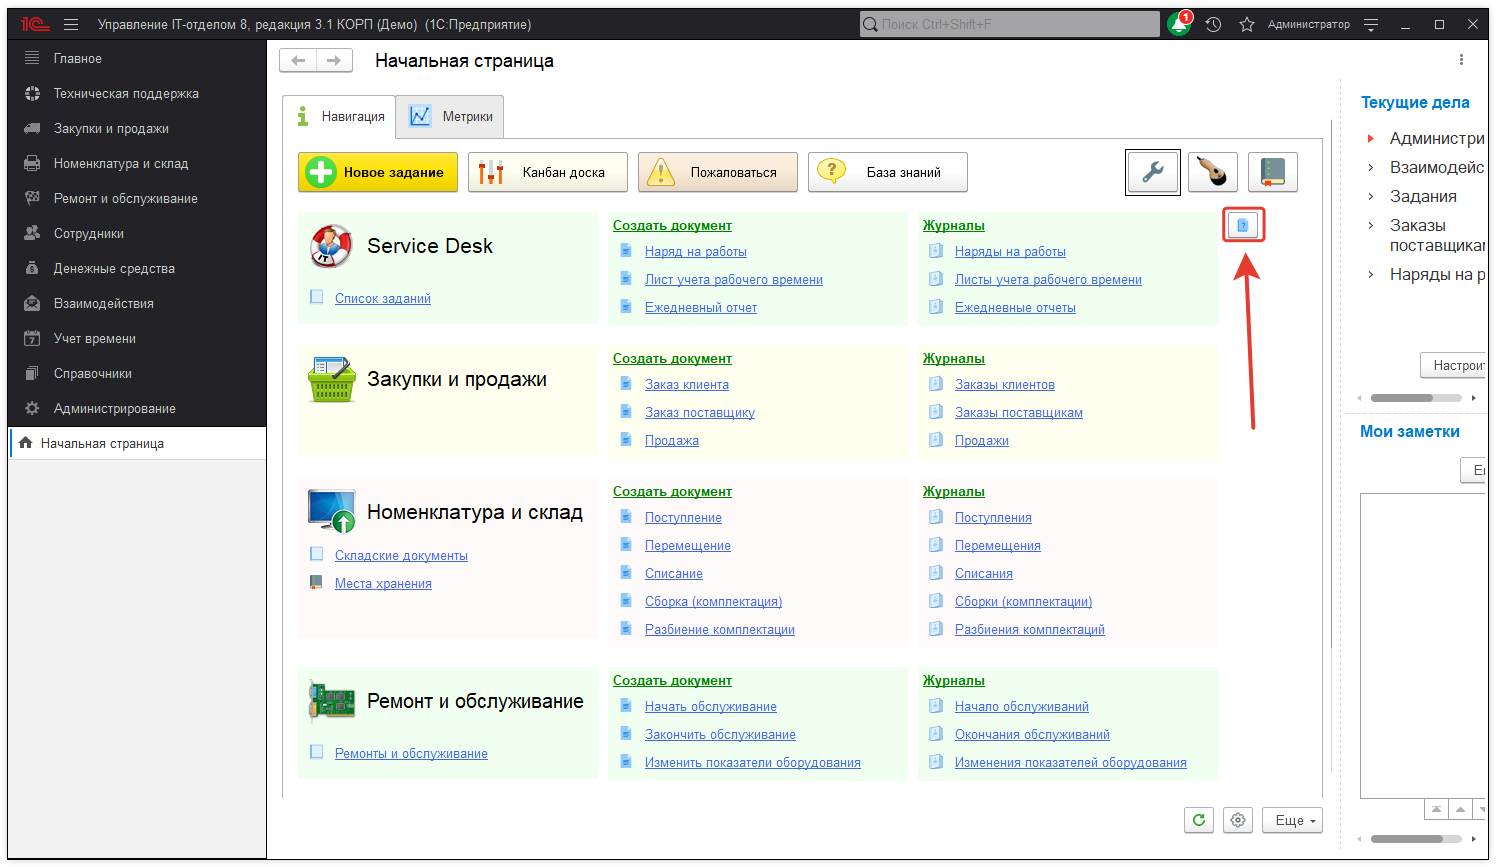 1С Управление IT-отделом 8, редакция 3.1 КОРП (Демо) (1С:Предприятие) Поиск Ctrl+Shift+F 1 Администратор
Главное
Техническая поддержка
Закупки и продажи
Номенклатура и склад
Ремонт и обслуживание
Сотрудники
Денежные средства
Взаимодействия
Учет времени
Справочники
Администрирование
Начальная страница
Начальная страница
Навигация Метрики
Новое задание Канбан доска Пожаловаться База знаний
Service Desk
Список заданий
Создать документ
Наряд на работы
Лист учета рабочего времени
Ежедневный отчет
Журналы
Наряды на работы
Листы учета рабочего времени
Ежедневные отчеты
Закупки и продажи
Создать документ
Заказ клиента
Заказ поставщику
Продажа
Журналы
Заказы клиентов
Заказы поставщикам
Продажи
Номенклатура и склад
Складские документы
Места хранения
Создать документ
Поступление
Перемещение
Списание
Сборка (комплектация)
Разбиение комплектации
Журналы
Поступления
Перемещения
Списания
Сборки (комплектации)
Разбиения комплектаций
Ремонт и обслуживание
Ремонты и обслуживание
Создать документ
Начать обслуживание
Закончить обслуживание
Изменить показатели оборудования
Журналы
Начало обслуживаний
Окончания обслуживаний
Изменения показателей оборудования
Еще
Текущие дела
Администри
Взаимодейс
Задания
Заказы
поставщика
Наряды на р
Настрои
Мои заметки
Е